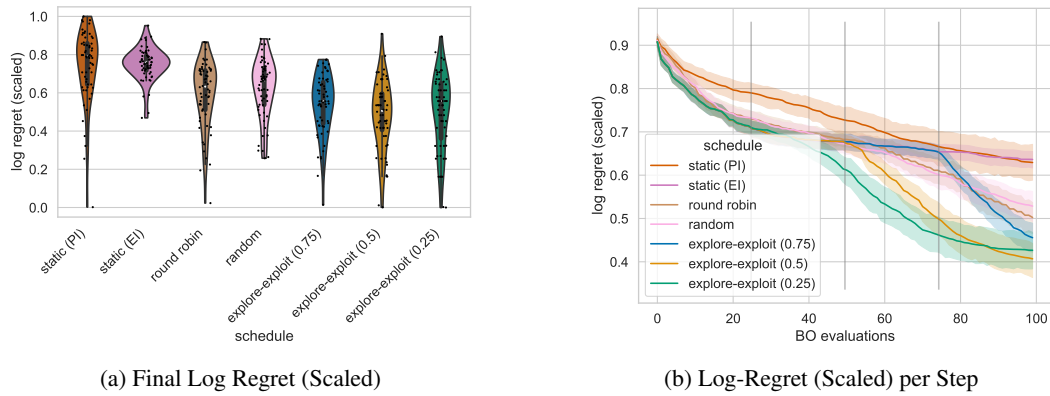 log regret (scaled)
1.0
0.8
0.6
0.4
0.2
0.0
static (PI)
static (EI)
round robin
random
explore-exploit (0.75)
explore-exploit (0.5)
explore-exploit (0.25)
schedule
(a) Final Log Regret (Scaled)
log regret (scaled)
0.9
0.8
0.7
0.6
0.5
0.4
schedule
static (PI)
static (EI)
round robin
random
explore-exploit (0.75)
explore-exploit (0.5)
explore-exploit (0.25)
0
20
40
60
80
100
BO evaluations
(b) Log-Regret (Scaled) per Step